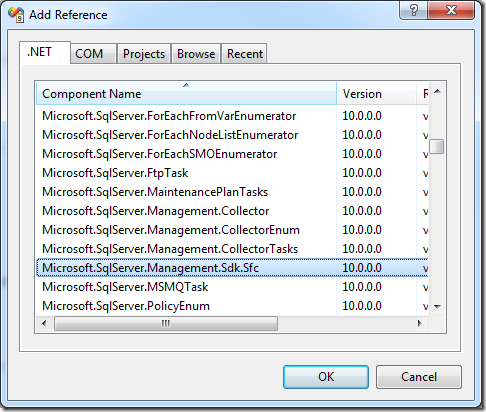 Add Reference
.NET COM Projects Browse Recent
Component Name Version R
Microsoft.SqlServer.ForEachFromVarEnumerator 10.0.0.0 v
Microsoft.SqlServer.ForEachNodeListEnumerator 10.0.0.0 v
Microsoft.SqlServer.ForEachSMOEnumerator 10.0.0.0 v
Microsoft.SqlServer.FtpTask 10.0.0.0 v
Microsoft.SqlServer.MaintenancePlanTasks 10.0.0.0 v
Microsoft.SqlServer.Management.Collector 10.0.0.0 v
Microsoft.SqlServer.Management.CollectorEnum 10.0.0.0 v
Microsoft.SqlServer.Management.CollectorTasks 10.0.0.0 v
Microsoft.SqlServer.Management.Sdk.Sfc 10.0.0.0 v
Microsoft.SqlServer.MSMQTask 10.0.0.0 v
Microsoft.SqlServer.PolicyEnum 10.0.0.0 v
OK Cancel